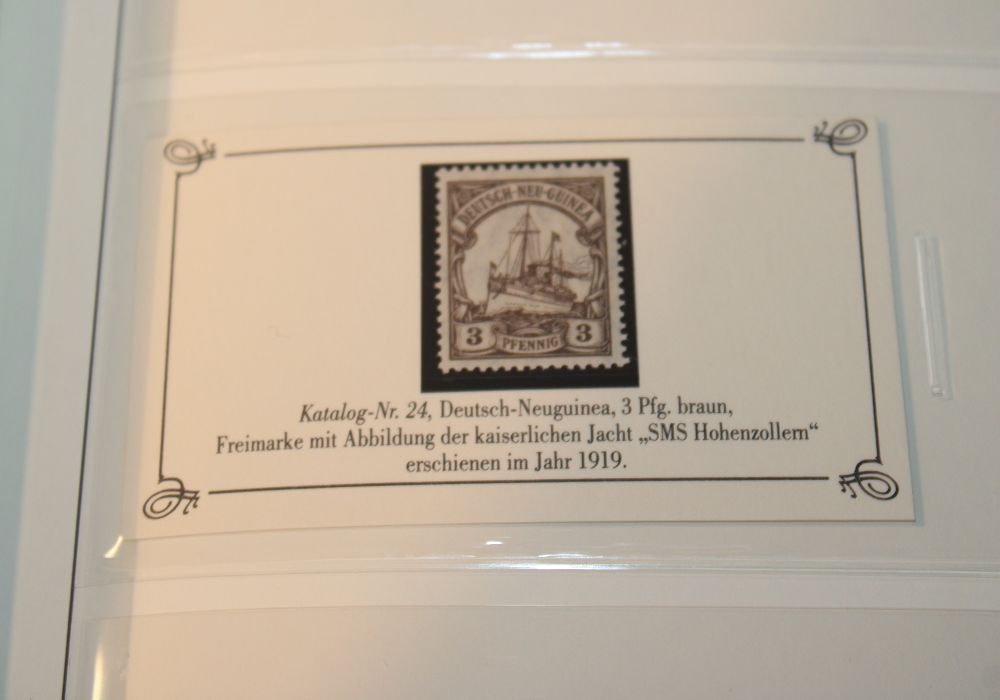 DEUTSCH-NEU-GUINEA
3 PFENNIG 3
Katalog-Nr. 24, Deutsch-Neuguinea, 3 Pfg. braun,
Freimarke mit Abbildung der kaiserlichen Jacht „SMS Hohenzollern“
erschienen im Jahr 1919.